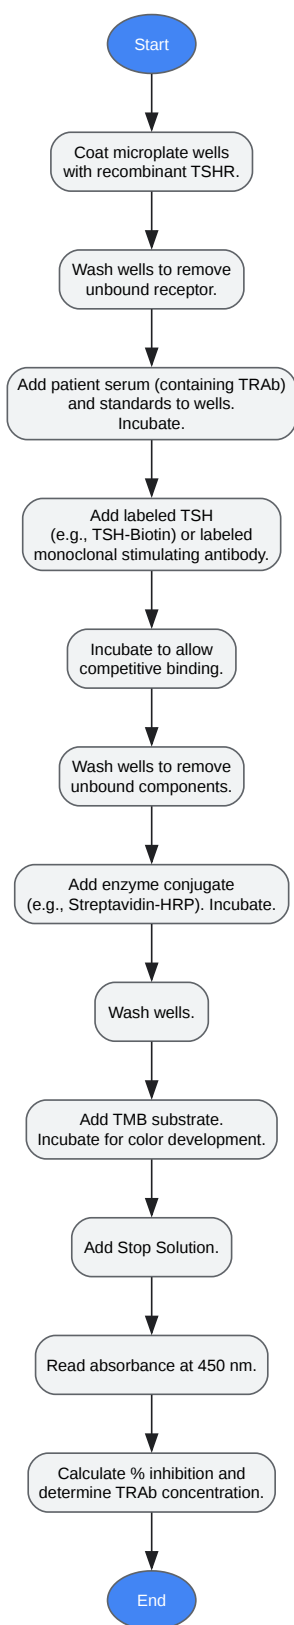 Start
Coat microplate wells
with recombinant TSHR.
Wash wells to remove
unbound receptor.
Add patient serum (containing TRAb)
and standards to wells.
Incubate.
Add labeled TSH
(e.g., TSH-Biotin) or labeled
monoclonal stimulating antibody.
Incubate to allow
competitive binding.
Wash wells to remove
unbound components.
Add enzyme conjugate
(e.g., Streptavidin-HRP). Incubate.
Wash wells.
Add TMB substrate.
Incubate for color development.
Add Stop Solution.
Read absorbance at 450 nm.
Calculate % inhibition and
determine TRAb concentration.
End